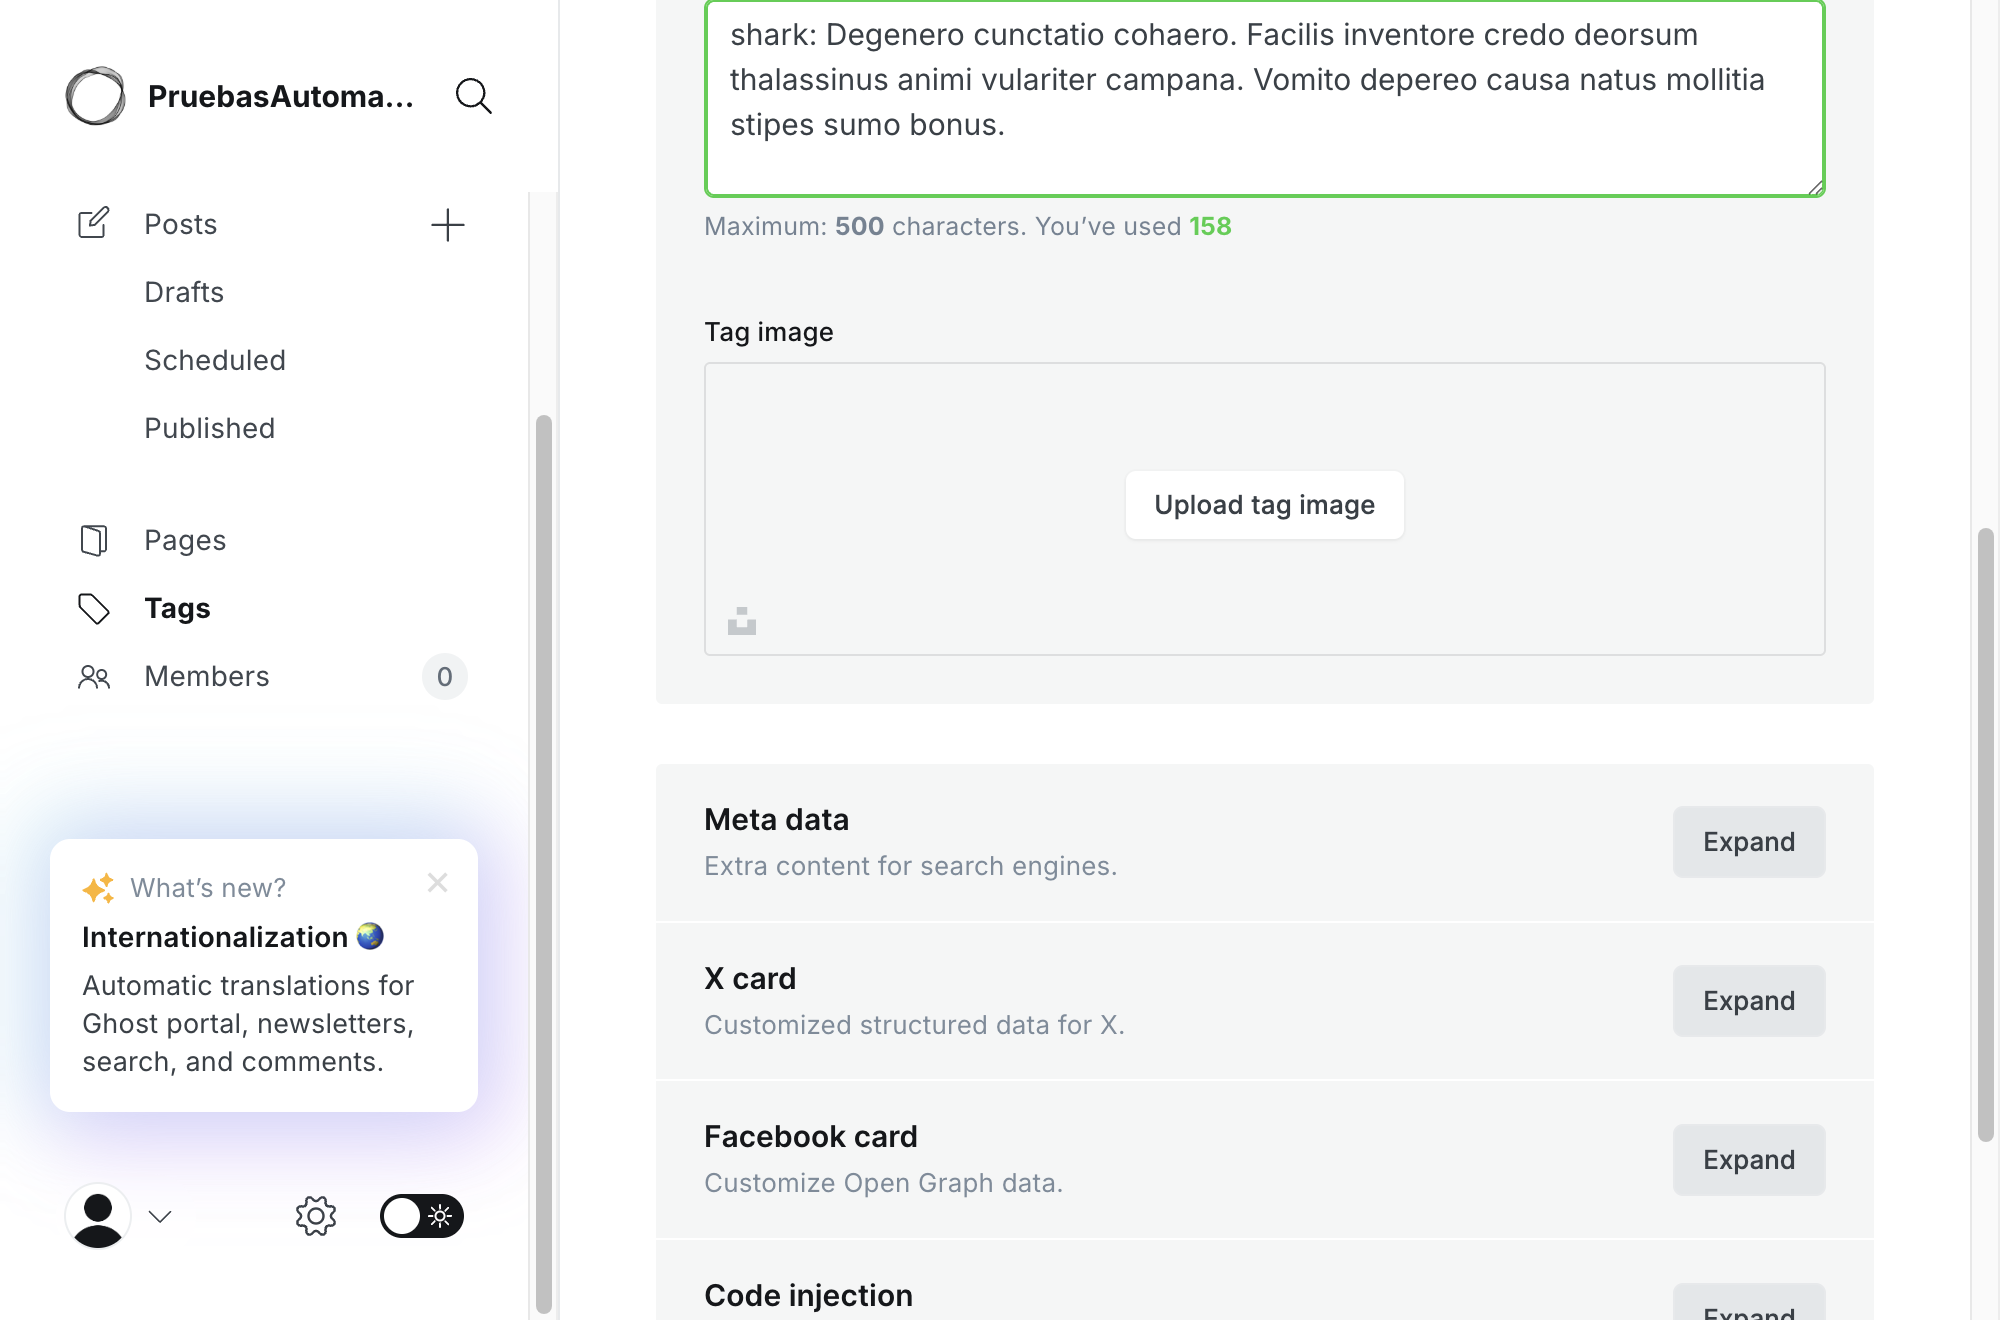 PruebasAutoma...
Posts
Drafts
Scheduled
Published
Pages
Tags
Members
0
What's new?
Internationalization
Automatic translations for
Ghost portal, newsletters,
search, and comments.
shark: Degenero cunctatio cohaero. Facilis inventore credo deorsum
thalassinus animi vulariter campana. Vomito depereo causa natus mollitia
stipes sumo bonus.
Maximum: 500 characters. You've used 158
Tag image
Upload tag image
Meta data
Extra content for search engines.
Expand
X card
Customized structured data for X.
Expand
Facebook card
Customize Open Graph data.
Expand
Code injection
Expand